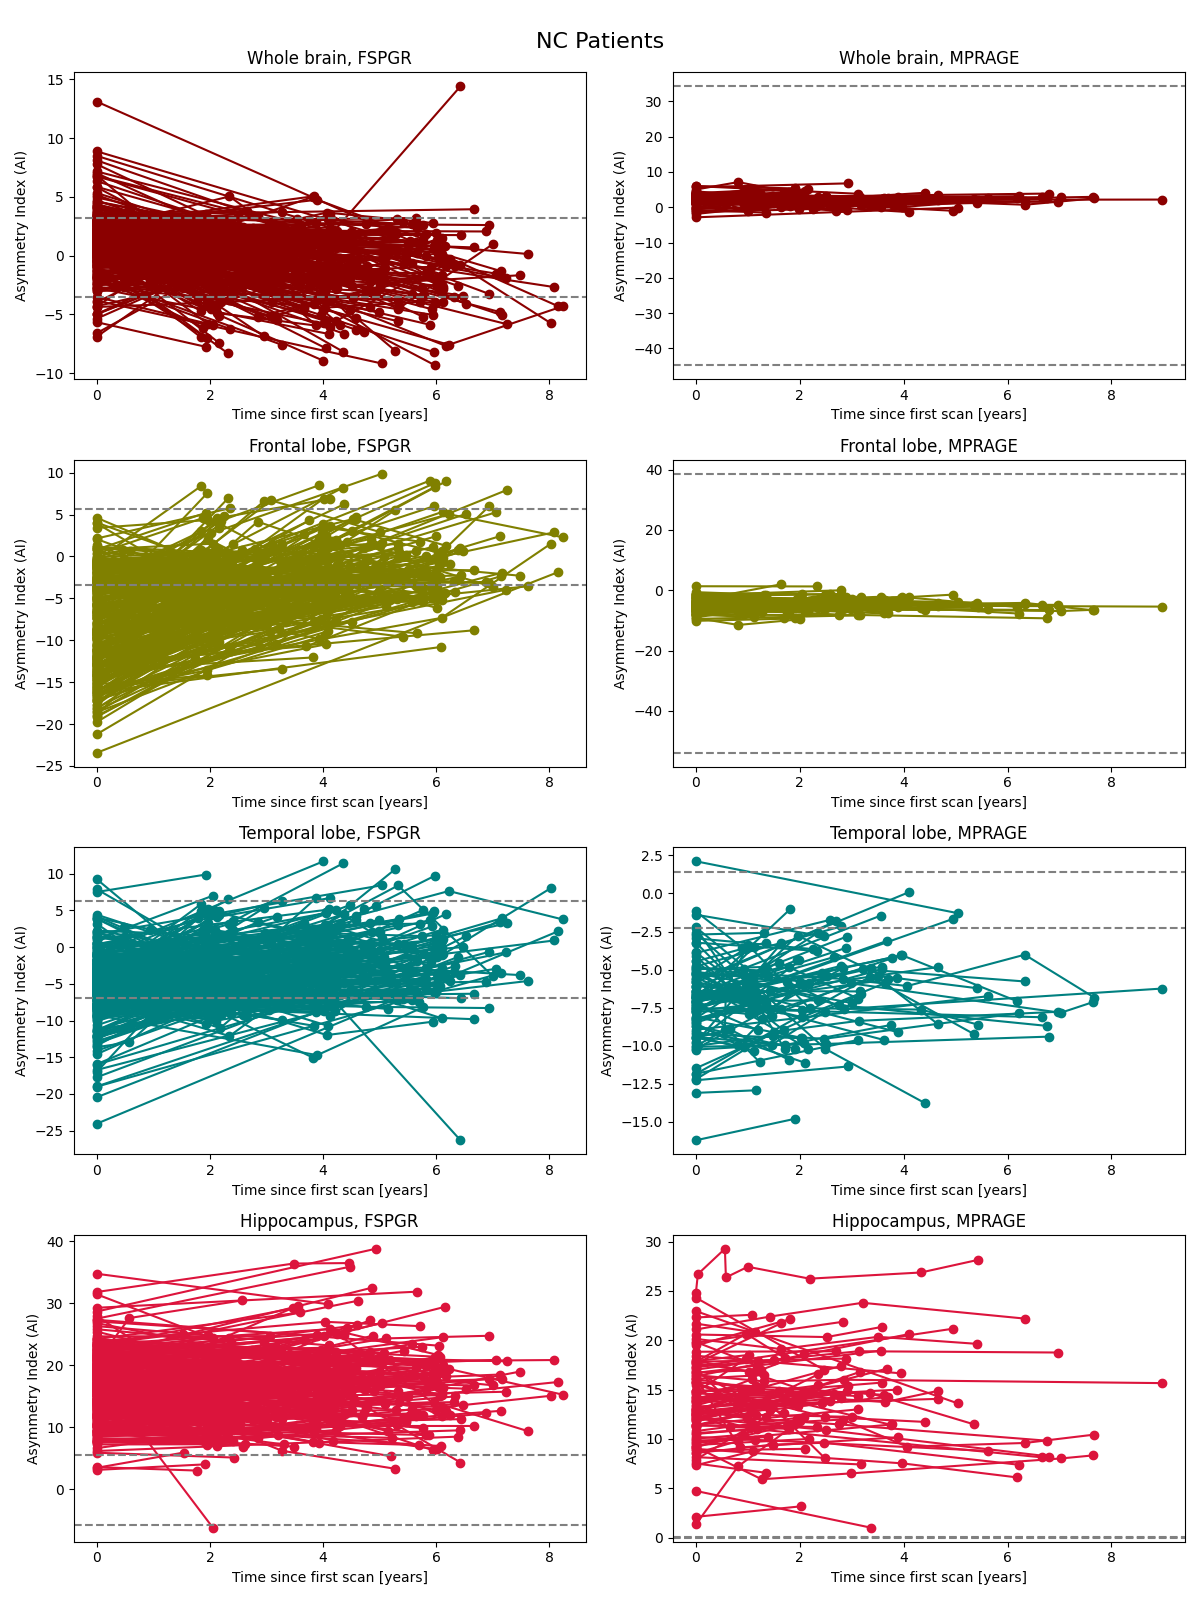 NC Patients
Whole brain, FSPGR
Asymmetry Index (AI)
15
10
5
0
−5
−10
0 2 4 6 8
Time since first scan [years]
Whole brain, MPRAGE
Asymmetry Index (AI)
30
20
10
0
−10
−20
−30
−40
0 2 4 6 8
Time since first scan [years]
Frontal lobe, FSPGR
Asymmetry Index (AI)
10
5
0
−5
−10
−15
−20
−25
0 2 4 6 8
Time since first scan [years]
Frontal lobe, MPRAGE
Asymmetry Index (AI)
40
20
0
−20
−40
0 2 4 6 8
Time since first scan [years]
Temporal lobe, FSPGR
Asymmetry Index (AI)
10
5
0
−5
−10
−15
−20
−25
0 2 4 6 8
Time since first scan [years]
Temporal lobe, MPRAGE
Asymmetry Index (AI)
2.5
0.0
−2.5
−5.0
−7.5
−10.0
−12.5
−15.0
0 2 4 6 8
Time since first scan [years]
Hippocampus, FSPGR
Asymmetry Index (AI)
40
30
20
10
0
0 2 4 6 8
Time since first scan [years]
Hippocampus, MPRAGE
Asymmetry Index (AI)
30
25
20
15
10
5
0
0 2 4 6 8
Time since first scan [years]